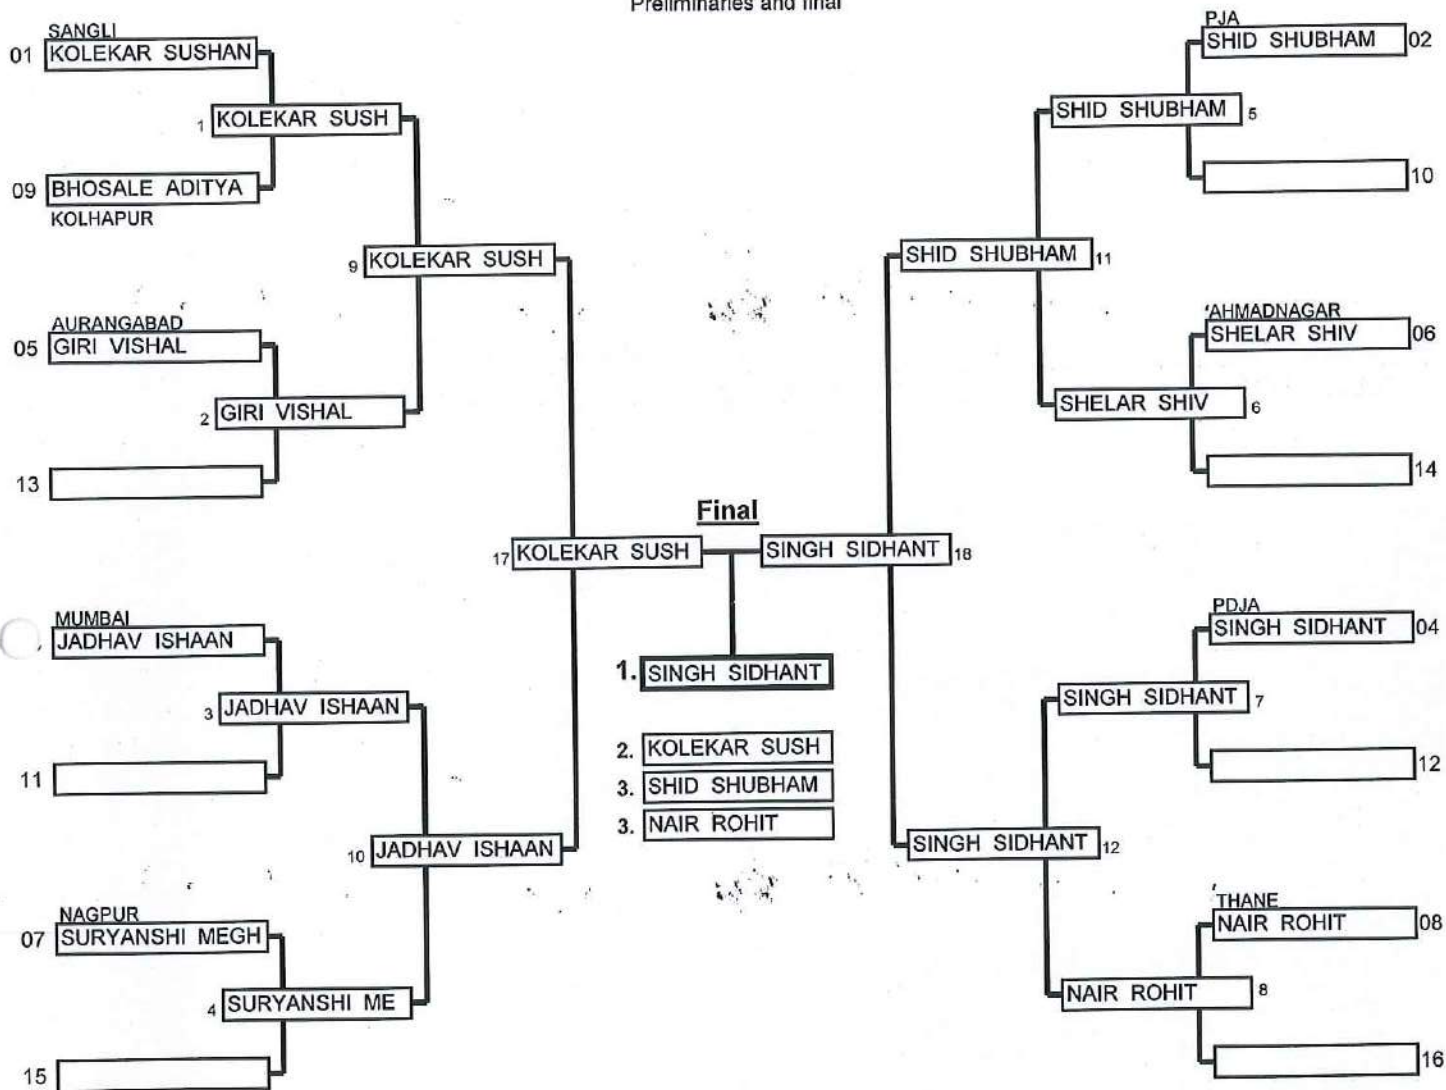 Preliminaries and final
SANGLI
01 KOLEKAR SUSHAN
1 KOLEKAR SUSH
09 BHOSALE ADITYA
KOLHAPUR
9 KOLEKAR SUSH
AURANGABAD
05 GIRI VISHAL
2 GIRI VISHAL
13
17 KOLEKAR SUSH
MUMBAI
JADHAV ISHAAN
3 JADHAV ISHAAN
11
10 JADHAV ISHAAN
NAGPUR
07 SURYANSHI MEGH
4 SURYANSHI ME
15
Final
1. SINGH SIDHANT
2. KOLEKAR SUSH
3. SHID SHUBHAM
3. NAIR ROHIT
PJA
SHID SHUBHAM 02
SHID SHUBHAM 5
10
SHID SHUBHAM 11
AHMADNAGAR
SHELAR SHIV 06
SHELAR SHIV 6
14
SINGH SIDHANT 18
PDJA
SINGH SIDHANT 04
SINGH SIDHANT 7
12
SINGH SIDHANT 12
THANE
NAIR ROHIT 08
NAIR ROHIT 8
16